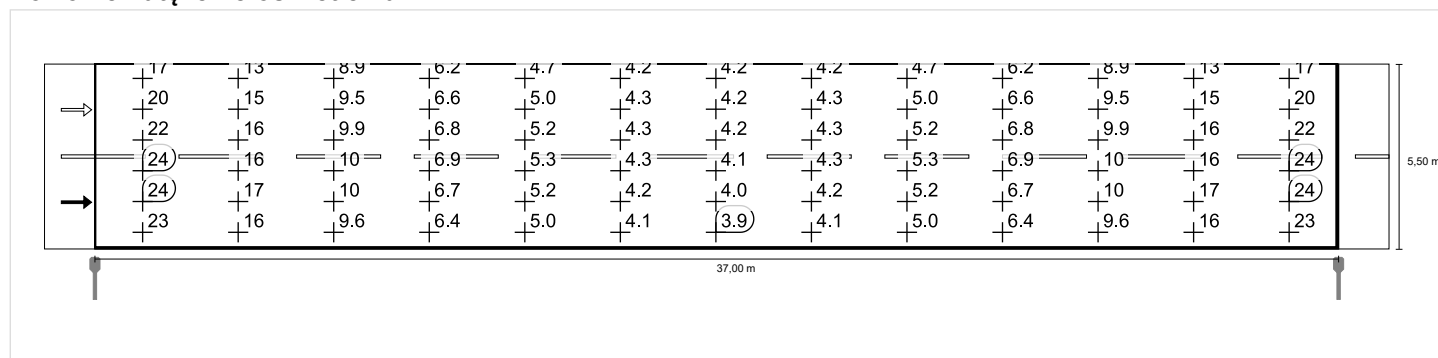 17 13 8.9 6.2 4.7 4.2 4.2 4.2 4.7 6.2 8.9 13 17
20 15 9.5 6.6 5.0 4.3 4.2 4.3 5.0 6.6 9.5 15 20
22 16 9.9 6.8 5.2 4.3 4.2 4.3 5.2 6.8 9.9 16 22
24 16 10 6.9 5.3 4.3 4.1 4.3 5.3 6.9 10 16 24
5,50 m
24 17 10 6.7 5.2 4.2 4.0 4.2 5.2 6.7 10 17 24
23 16 9.6 6.4 5.0 4.1 3.9 4.1 5.0 6.4 9.6 16 23
37,00 m